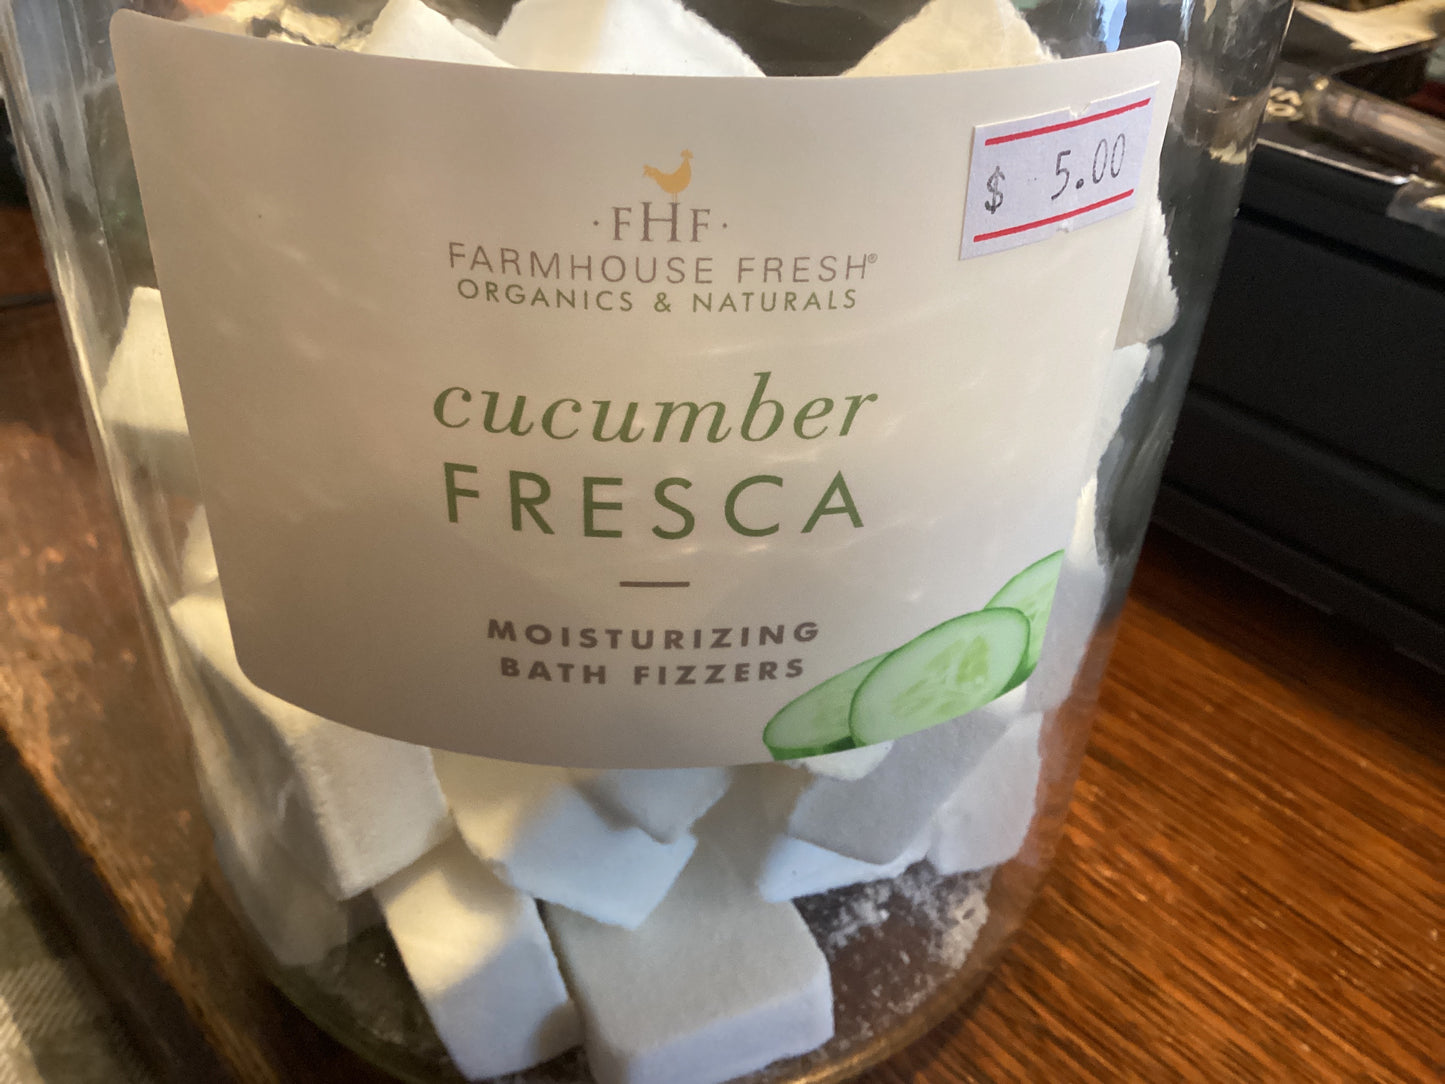 $ 5.00
·FHF·
FARMHOUSE FRESH®
ORGANICS & NATURALS
cucumber
FRESCA
MOISTURIZING
BATH FIZZERS